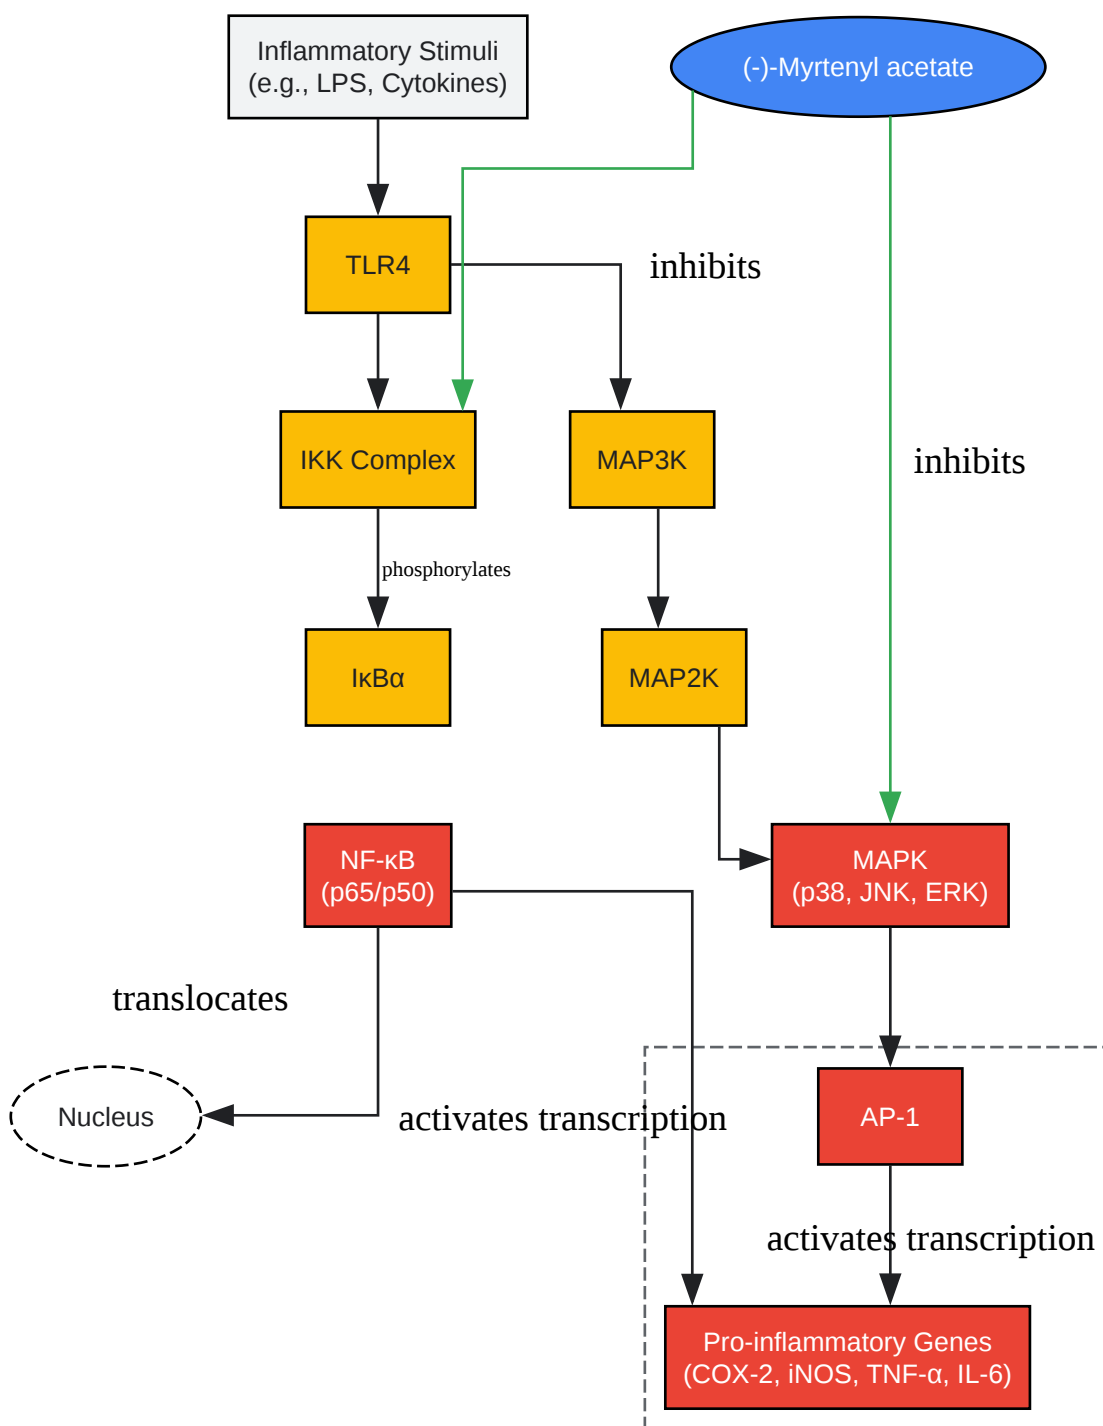 Inflammatory Stimuli
(e.g., LPS, Cytokines)
(-)-Myrtenyl acetate
TLR4
inhibits
IKK Complex
MAP3K
inhibits
phosphorylates
IκBα
MAP2K
NF-κB
(p65/p50)
MAPK
(p38, JNK, ERK)
translocates
Nucleus
activates transcription
AP-1
activates transcription
Pro-inflammatory Genes
(COX-2, iNOS, TNF-α, IL-6)